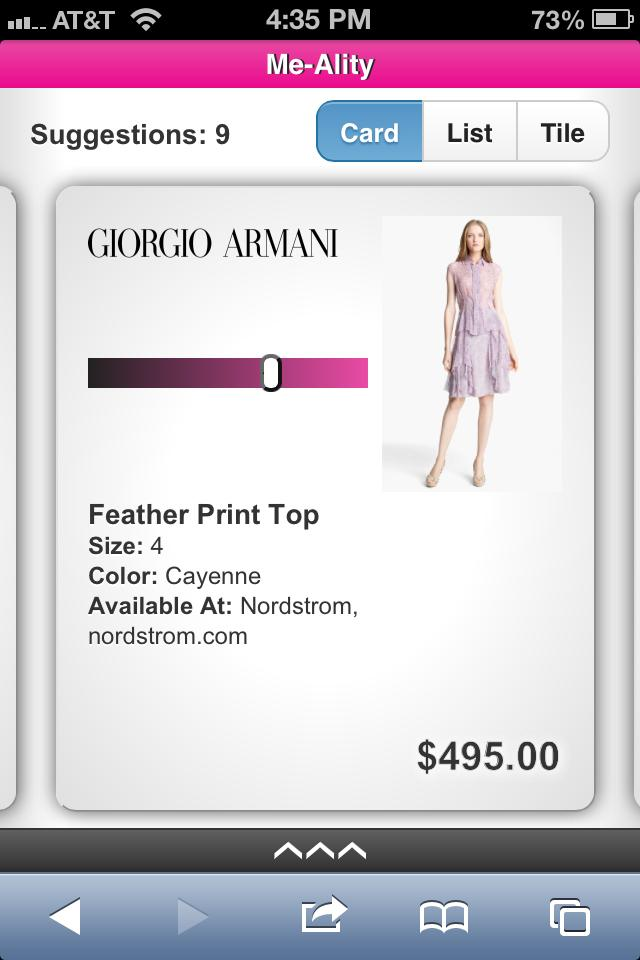 AT&T 4:35 PM 73%
Me-Ality
Suggestions: 9 Card List Tile
GIORGIO ARMANI
Feather Print Top
Size: 4
Color: Cayenne
Available At: Nordstrom,
nordstrom.com
$495.00